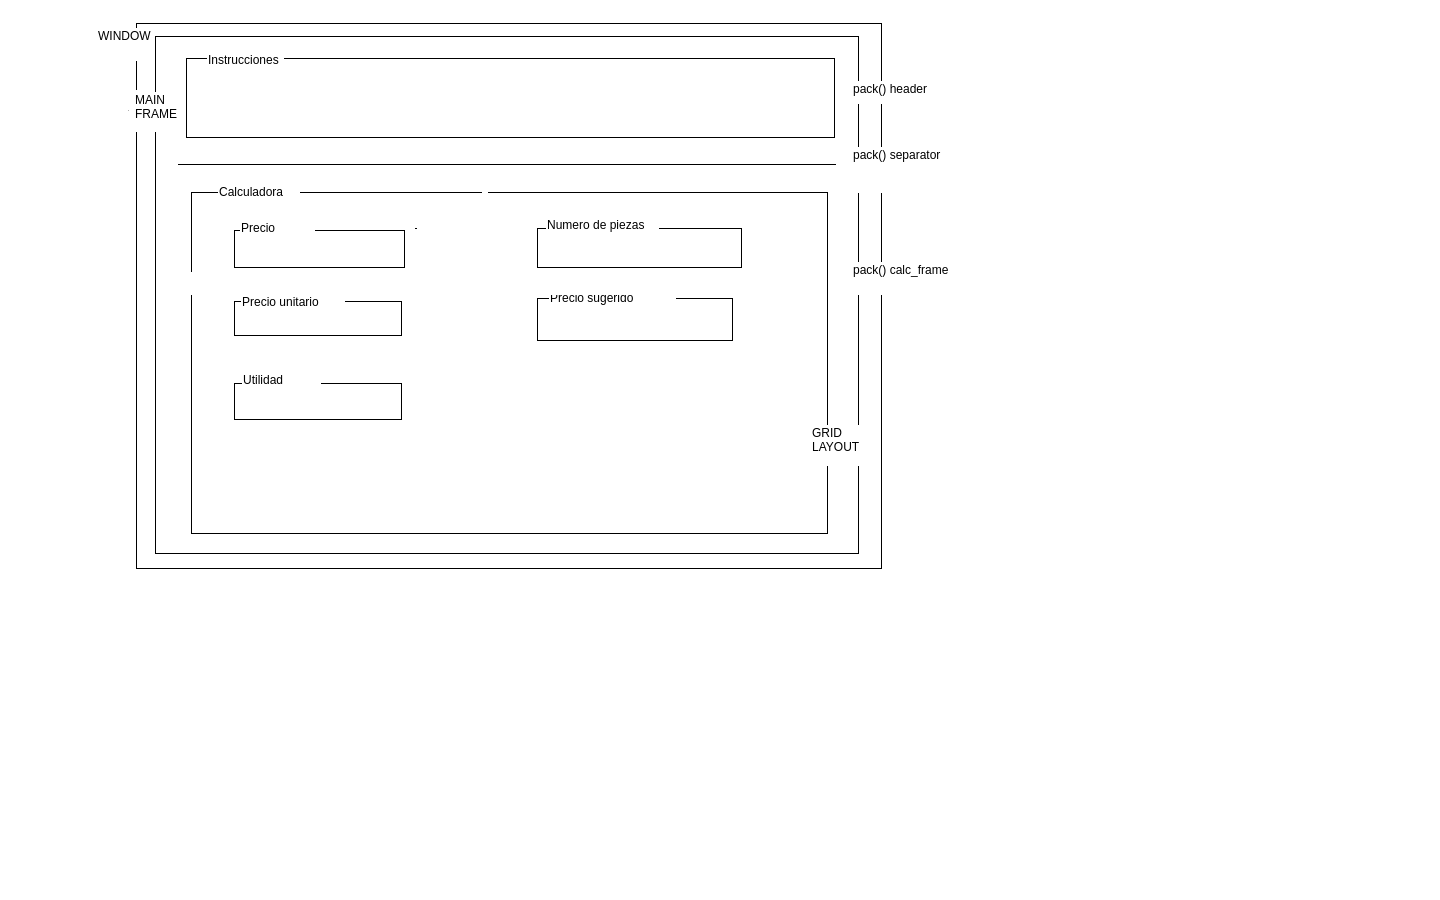 WINDOW
Instrucciones
pack() header
MAIN
FRAME
pack() separator
Calculadora
Precio
Numero de piezas
pack() calc_frame
Precio unitario
Precio sugerido
Utilidad
GRID
LAYOUT